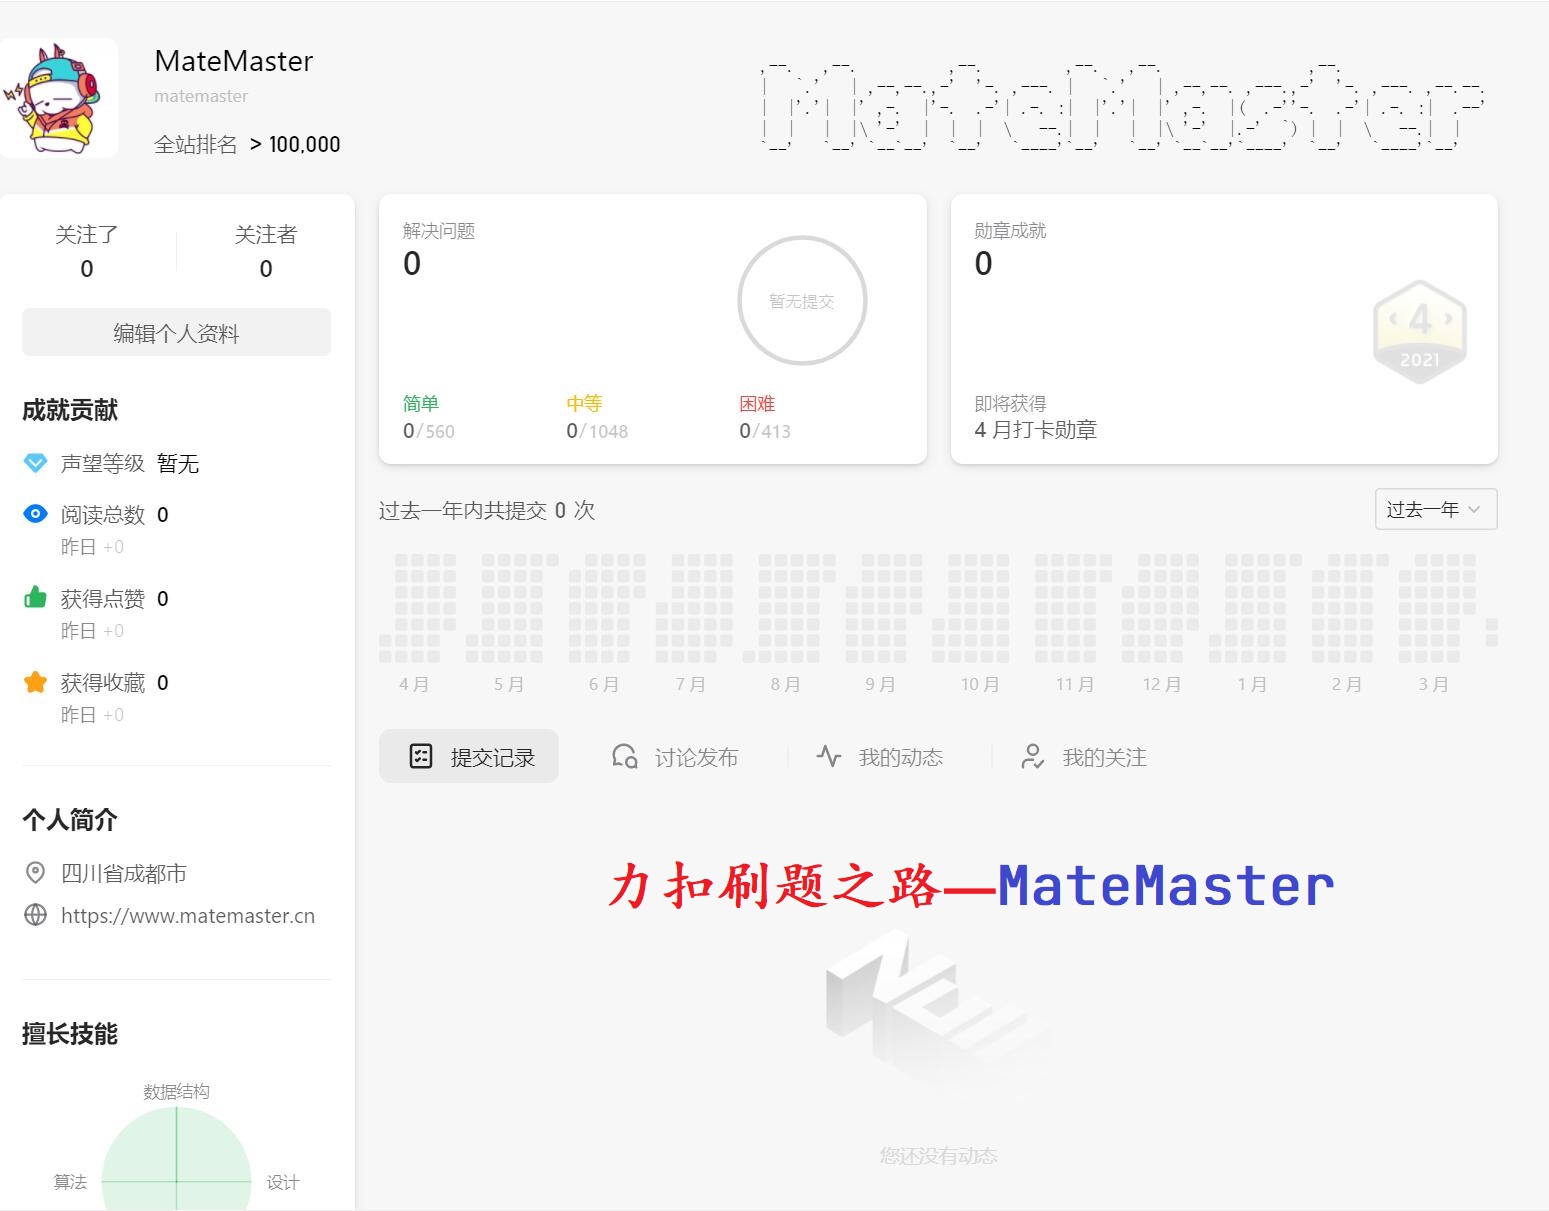 MateMaster
matemaster
全站排名 > 100,000
MateMaster
关注了
0
关注者
0
编辑个人资料
成就贡献
声望等级 暂无
阅读总数 0
昨日 +0
获得点赞 0
昨日 +0
获得收藏 0
昨日 +0
个人简介
四川省成都市
https://www.matemaster.cn
擅长技能
数据结构
算法
设计
解决问题
0
暂无提交
简单
0/560
中等
0/1048
困难
0/413
勋章成就
0
4
2021
即将获得
4 月打卡勋章
过去一年内共提交 0 次
过去一年
4 月 5 月 6 月 7 月 8 月 9 月 10 月 11 月 12 月 1 月 2 月 3 月
提交记录 讨论发布 我的动态 我的关注
力扣刷题之路—MateMaster
NULL
您还没有动态